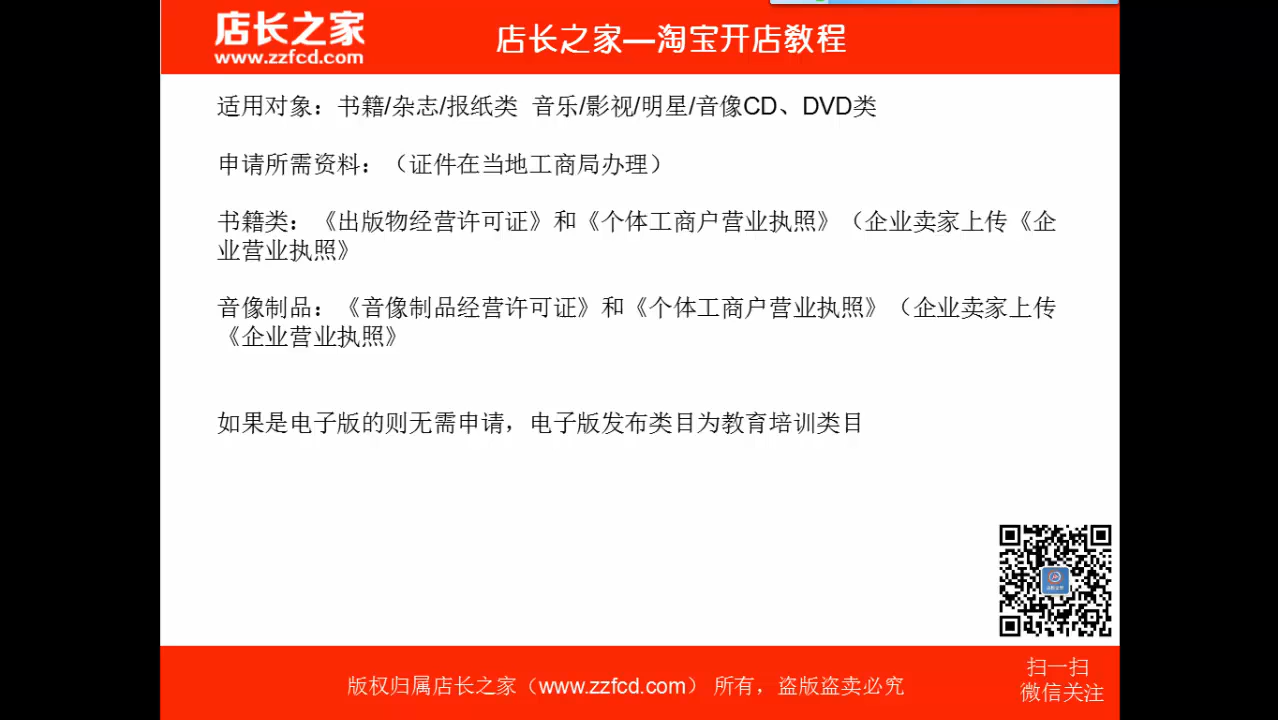 店长之家
www.zzfcd.com
店长之家—淘宝开店教程
适用对象：书籍/杂志/报纸类 音乐/影视/明星/音像CD、DVD类
申请所需资料：（证件在当地工商局办理）
书籍类：《出版物经营许可证》和《个体工商户营业执照》（企业卖家上传《企
业营业执照》
音像制品：《音像制品经营许可证》和《个体工商户营业执照》（企业卖家上传
《企业营业执照》
如果是电子版的则无需申请，电子版发布类目为教育培训类目
扫一扫
微信关注
版权归属店长之家（www.zzfcd.com） 所有，盗版盗卖必究